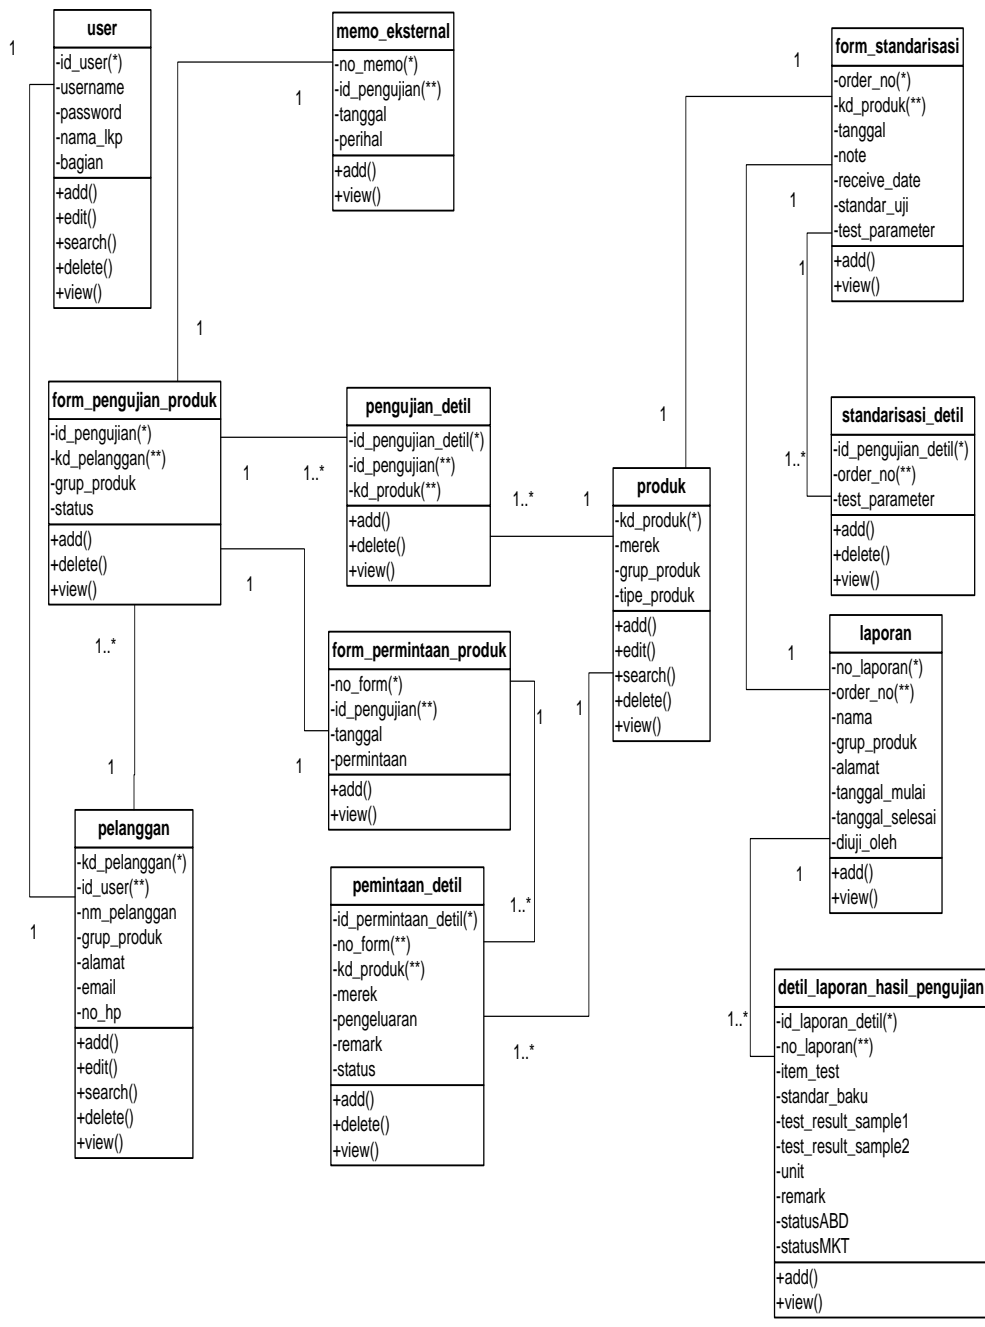 user
-id_user(*)
-username
-password
-nama_lkp
-bagian
+add()
+edit()
+search()
+delete()
+view()
1
memo_eksternal
-no_memo(*)
-id_pengujian(**)
-tanggal
-perihal
+add()
+view()
1
1
form_standarisasi
-order_no(*)
-kd_produk(**)
-tanggal
-note
-receive_date
-standar_uji
-test_parameter
+add()
+view()
1
1
1
form_pengujian_produk
-id_pengujian(*)
-kd_pelanggan(**)
-grup_produk
-status
+add()
+delete()
+view()
1
1..*
1
1..*
pengujian_detil
-id_pengujian_detil(*)
-id_pengujian(**)
-kd_produk(**)
+add()
+delete()
+view()
1..*
1
1
produk
-kd_produk(*)
-merek
-grup_produk
-tipe_produk
+add()
+edit()
+search()
+delete()
+view()
1
standarisasi_detil
-id_pengujian_detil(*)
-order_no(**)
-test_parameter
+add()
+delete()
+view()
1..*
form_permintaan_produk
-no_form(*)
-id_pengujian(**)
-tanggal
-permintaan
+add()
+view()
1
1
laporan
-no_laporan(*)
-order_no(**)
-nama
-grup_produk
-alamat
-tanggal_mulai
-tanggal_selesai
-diuji_oleh
+add()
+view()
1
1
pelanggan
-kd_pelanggan(*)
-id_user(**)
-nm_pelanggan
-grup_produk
-alamat
-email
-no_hp
+add()
+edit()
+search()
+delete()
+view()
1
1
pemintaan_detil
-id_permintaan_detil(*)
-no_form(**)
-kd_produk(**)
-merek
-pengeluaran
-remark
-status
+add()
+delete()
+view()
1..*
1..*
detil_laporan_hasil_pengujian
-id_laporan_detil(*)
-no_laporan(**)
-item_test
-standar_baku
-test_result_sample1
-test_result_sample2
-unit
-remark
-statusABD
-statusMKT
+add()
+view()
1..*